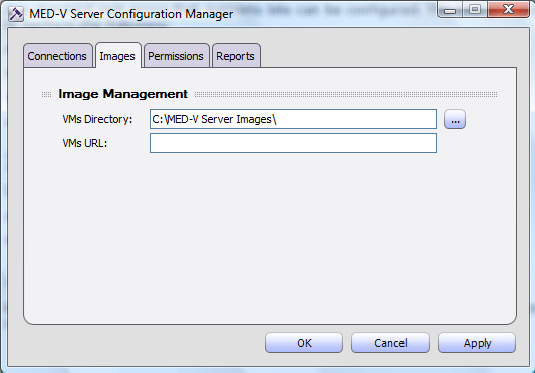 MED-V Server Configuration Manager
Connections Images Permissions Reports
Image Management
VMs Directory: C:\MED-V Server Images\ ...
VMs URL:
OK Cancel Apply